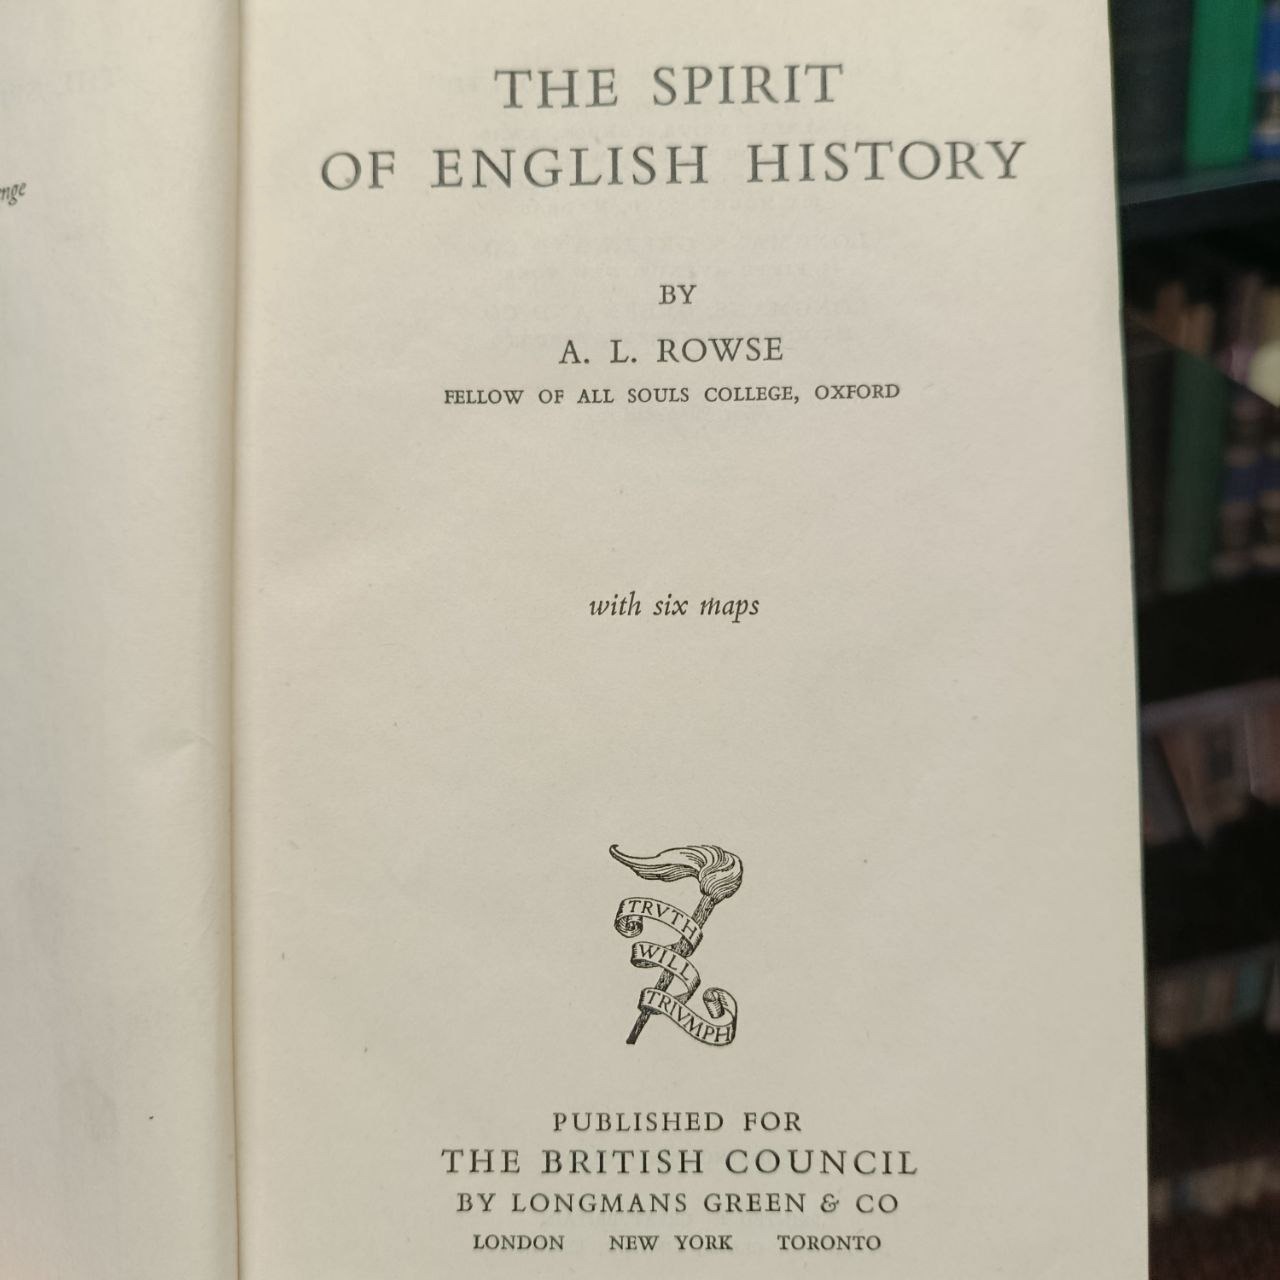 THE SPIRIT
OF ENGLISH HISTORY
BY
A. L. ROWSE
FELLOW OF ALL SOULS COLLEGE, OXFORD
with six maps
TRVTH
WILL
TRIVMPH
PUBLISHED FOR
THE BRITISH COUNCIL
BY LONGMANS GREEN & CO
LONDON NEW YORK TORONTO